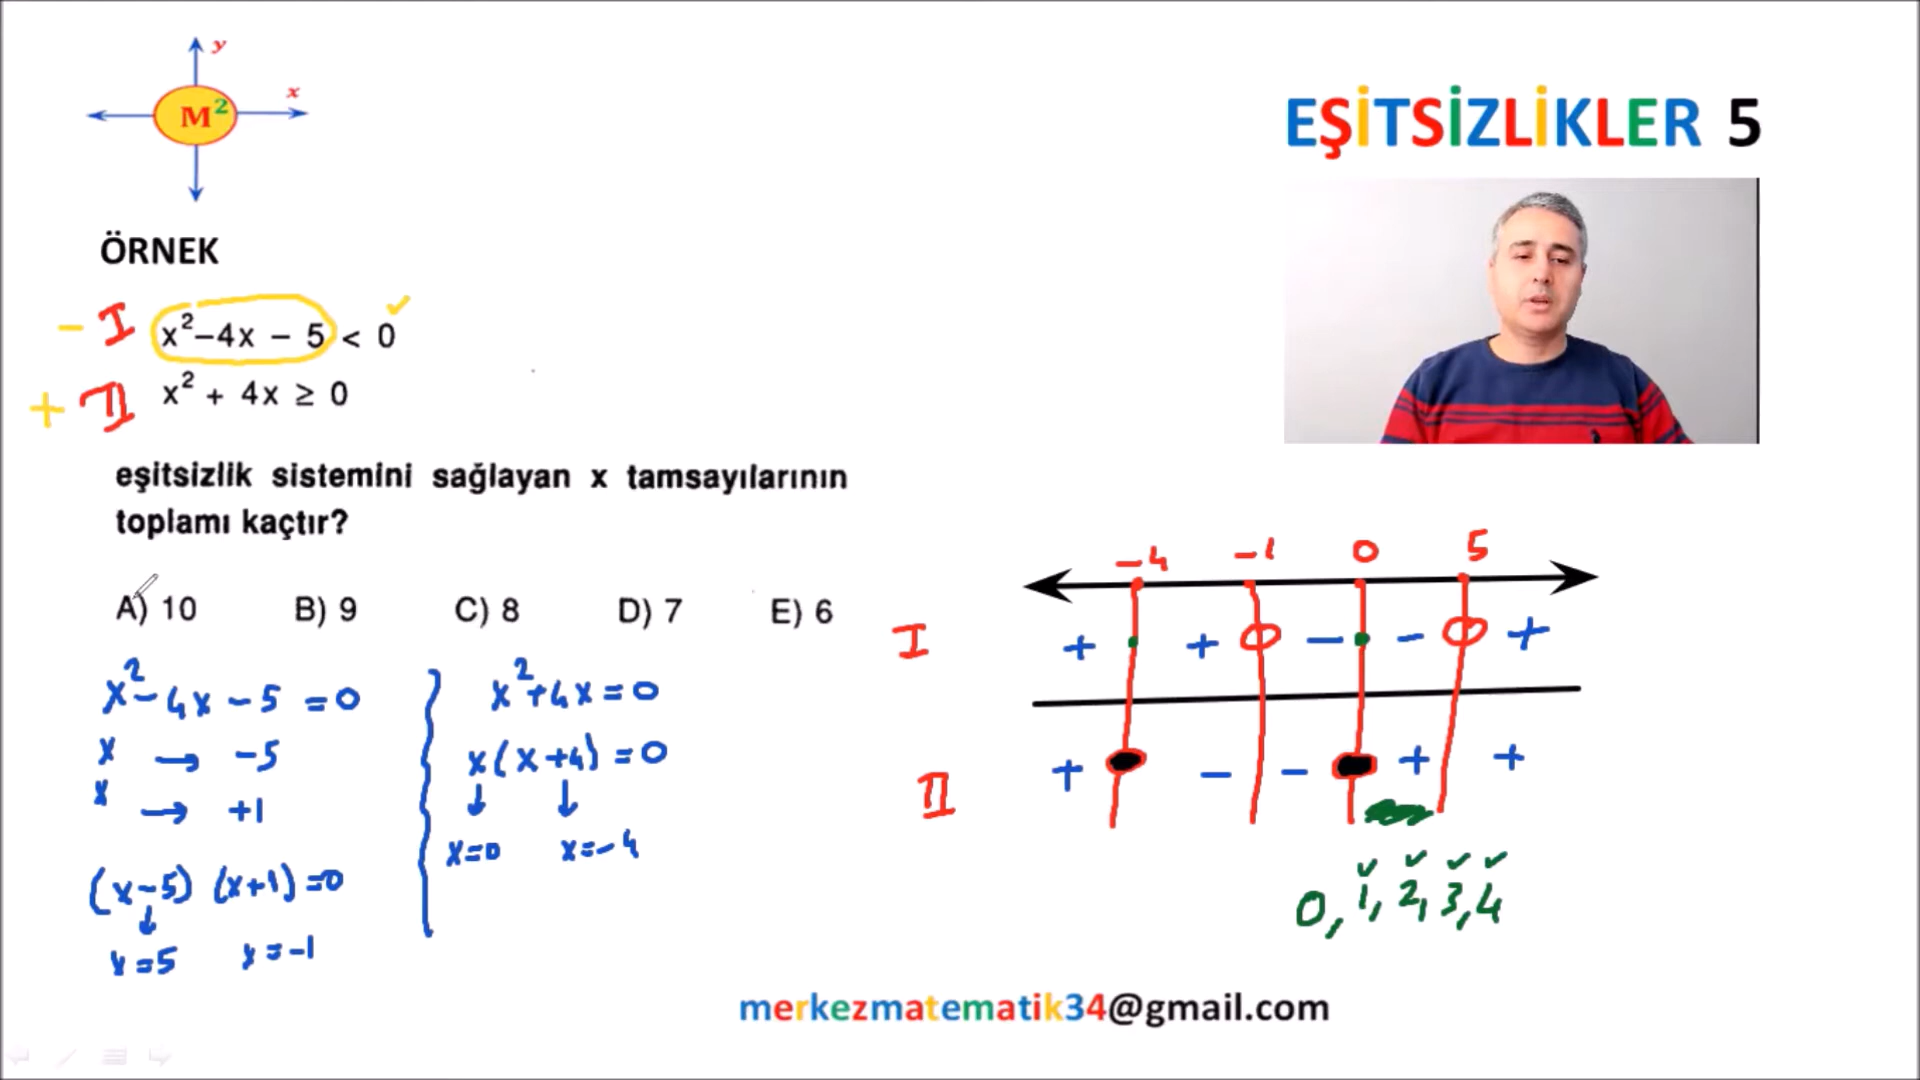 y
x
M²
EŞİTSİZLİKLER 5
ÖRNEK
- I x² – 4x – 5 < 0 ✓
+ II x² + 4x ≥ 0
eşitsizlik sistemini sağlayan x tamsayılarının
toplamı kaçtır?
A) 10 B) 9 C) 8 D) 7 E) 6
x² - 4x - 5 = 0
x → -5
x → +1
(x-5) (x+1) = 0
↓
x = 5 x = -1
x² + 4x = 0
x(x+4) = 0
↓ ↓
x=0 x=-4
-4 -1 0 5
I + + - - +
II + - - + +
✓ ✓ ✓ ✓
0, 1, 2, 3, 4
merkezmatematik34@gmail.com